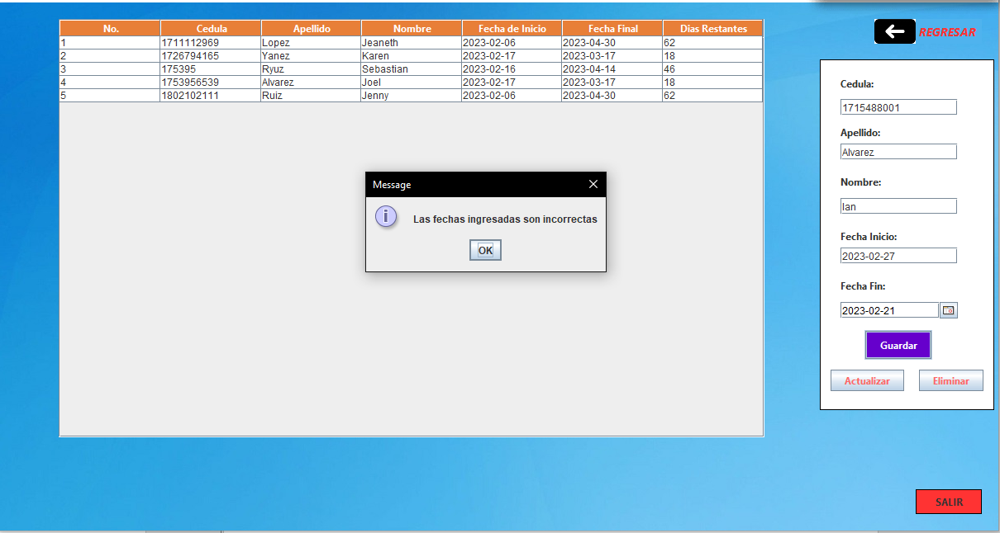 No. Cedula Apellido Nombre Fecha de Inicio Fecha Final Dias Restantes
1 1711112969 Lopez Jeaneth 2023-02-06 2023-04-30 62
2 1726794165 Yanez Karen 2023-02-17 2023-03-17 18
3 175395 Ryuz Sebastian 2023-02-16 2023-04-14 46
4 1753956539 Alvarez Joel 2023-02-17 2023-03-17 18
5 1802102111 Ruiz Jenny 2023-02-06 2023-04-30 62
Message
Las fechas ingresadas son incorrectas
OK
REGRESAR
Cedula:
1715488001
Apellido:
Alvarez
Nombre:
Ian
Fecha Inicio:
2023-02-27
Fecha Fin:
2023-02-21
Guardar
Actualizar Eliminar
SALIR